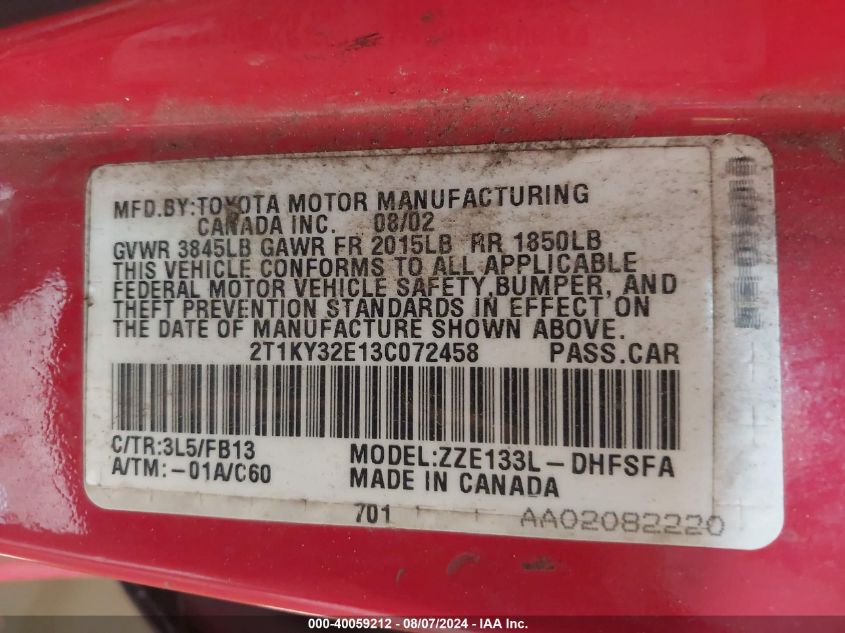 MFD.BY:TOYOTA MOTOR MANUFACTURING
CANADA INC. 08/02
GVWR 3845LB GAWR FR 2015LB RR 1850LB
THIS VEHICLE CONFORMS TO ALL APPLICABLE
FEDERAL MOTOR VEHICLE SAFETY,BUMPER, AND
THEFT PREVENTION STANDARDS IN EFFECT ON
THE DATE OF MANUFACTURE SHOWN ABOVE.
2T1KY32E13C072458 PASS.CAR
C/TR:3L5/FB13 MODEL:ZZE133L-DHFSFA
A/TM:-01A/C60 MADE IN CANADA
701 AA02082220
000-40059212 - 08/07/2024 - IAA Inc.